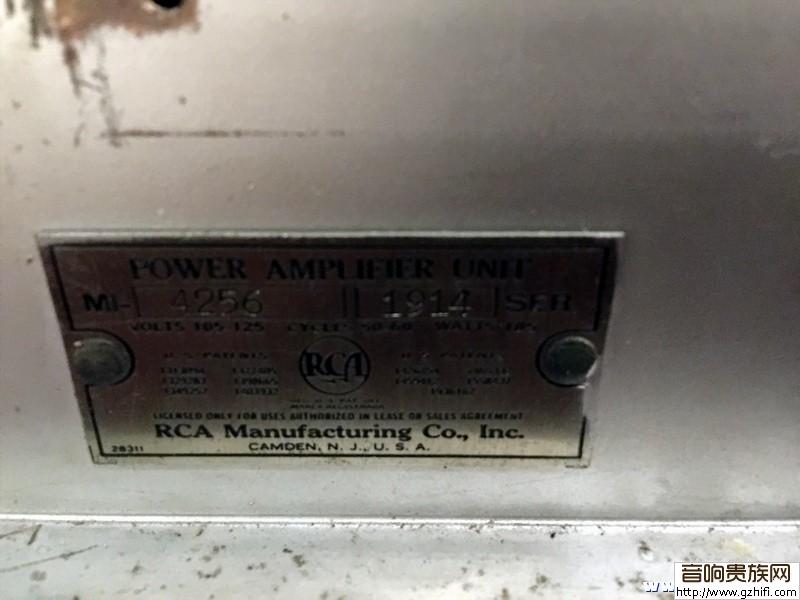 POWER AMPLIFIER UNIT
MI- 4256 1914 SER
VOLTS 105-125 CYCLES 50-60 WATTS
U. S. PATENTS
U. S. PATENTS
RCA
LICENSED ONLY FOR USES AUTHORIZED IN LEASE OR SALES AGREEMENT
RCA Manufacturing Co., Inc.
28311
CAMDEN, N. J., U. S. A.
音响贵族网
http://www.gzhifi.com